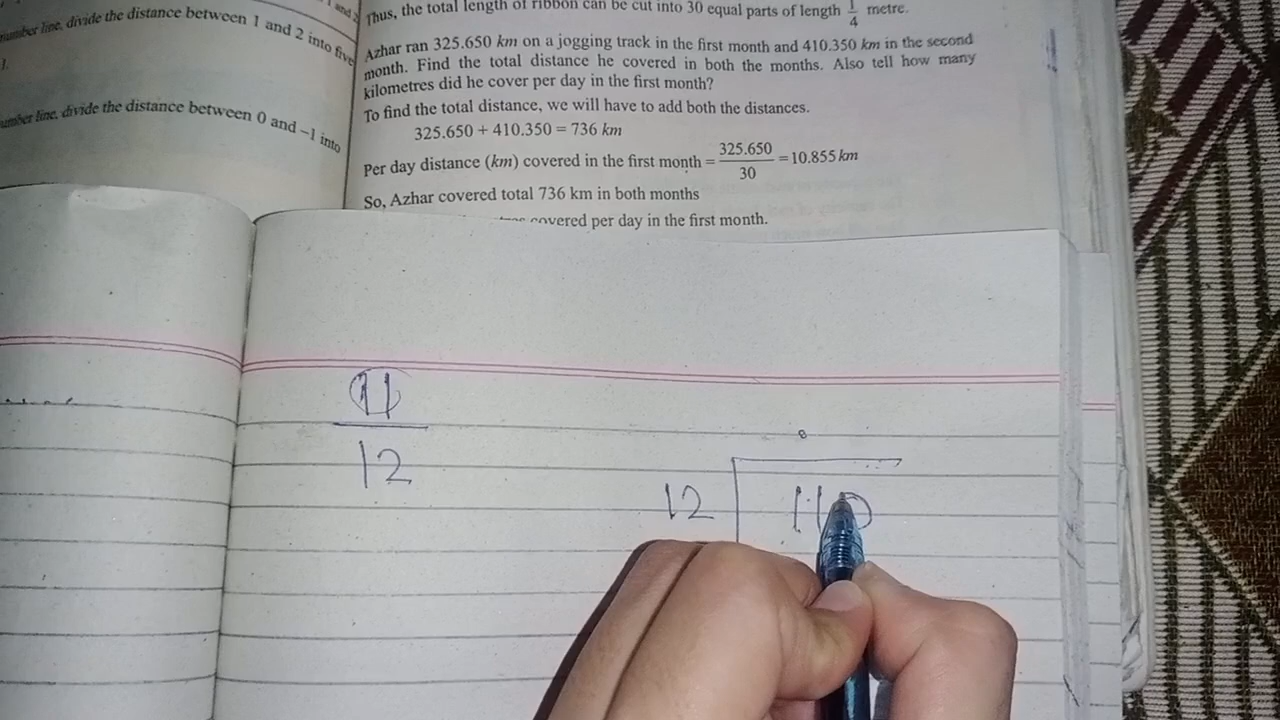 number line, divide the distance between 1 and 2 into five
number line, divide the distance between 0 and –1 into
Thus, the total length of ribbon can be cut into 30 equal parts of length 1/4 metre.
Azhar ran 325.650 km on a jogging track in the first month and 410.350 km in the second
month. Find the total distance he covered in both the months. Also tell how many
kilometres did he cover per day in the first month?
To find the total distance, we will have to add both the distances.
325.650 + 410.350 = 736 km
Per day distance (km) covered in the first month = 325.650/30 = 10.855 km
So, Azhar covered total 736 km in both months
covered per day in the first month.
11
12
12 110